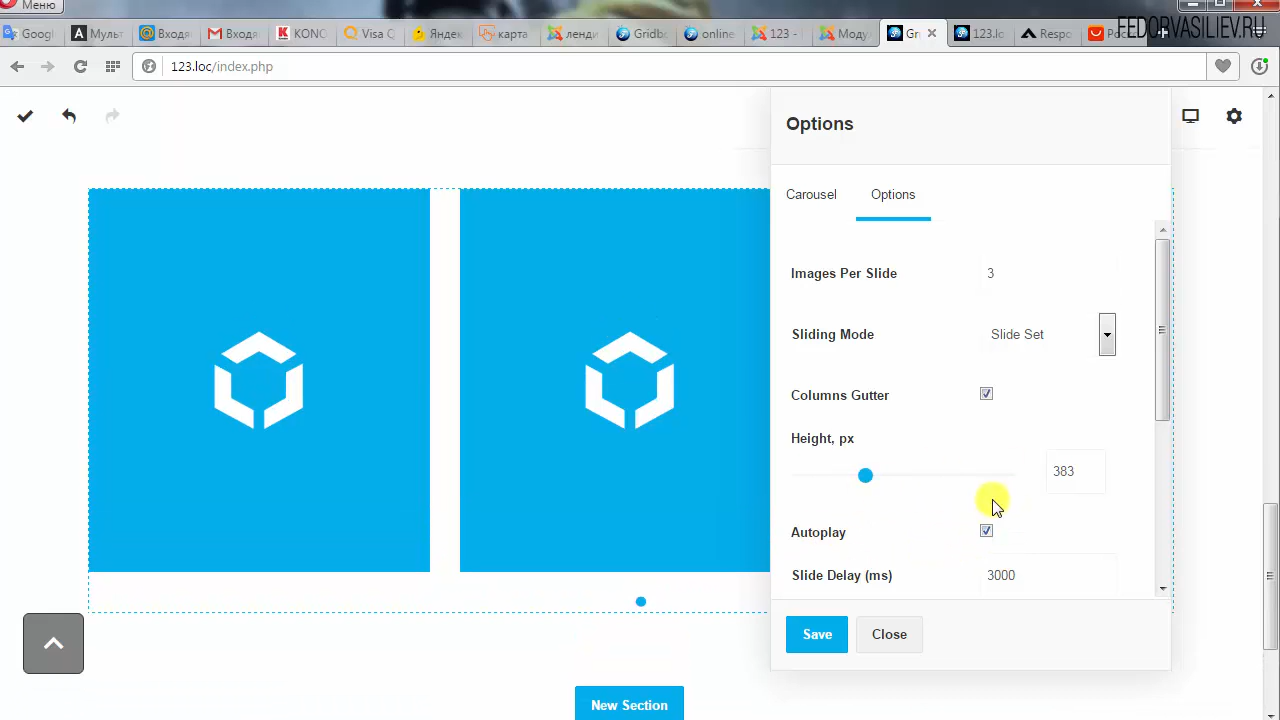 Меню
FEDORVASILIEV.RU
Googl
Мульт
Входя
Входя
KONC
Visa Q
Яндек
карта
ленди
Gridbo
online
123 -
Моду
Gri
123.lo
Respo
123.loc/index.php
Options
Carousel Options
Images Per Slide 3
Sliding Mode Slide Set
Columns Gutter
Height, px
383
Autoplay
Slide Delay (ms) 3000
Save Close
New Section